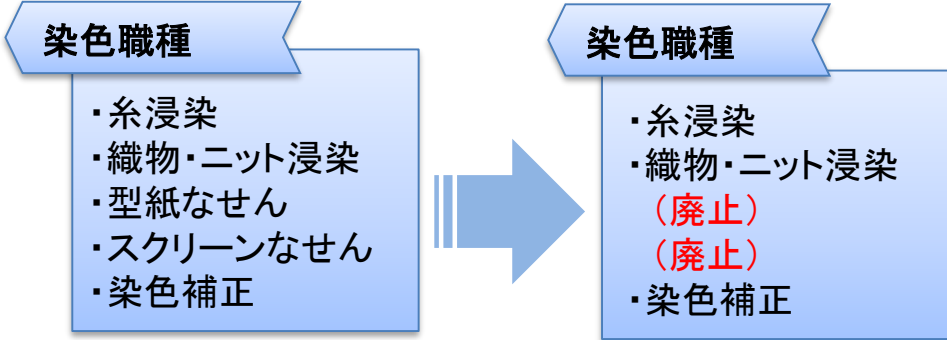 染色職種
・糸浸染
・織物・ニット浸染
・型紙なせん
・スクリーンなせん
・染色補正
染色職種
・糸浸染
・織物・ニット浸染
（廃止）
（廃止）
・染色補正